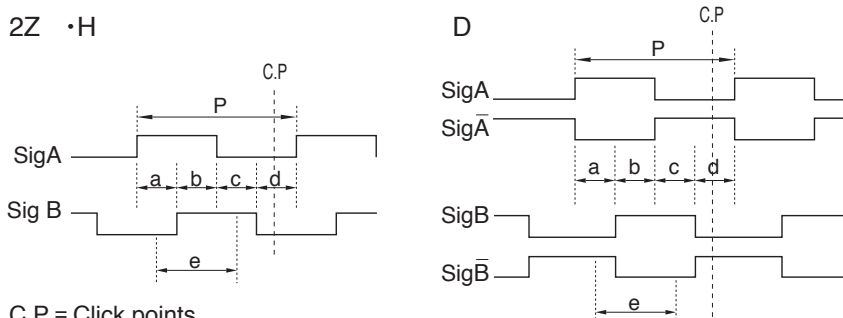 2Z ・H
C.P
P
SigA
a b c d
Sig B
e
C.P = Click points
D
C.P
P
SigA
SigA̅
a b c d
SigB
SigB̅
e